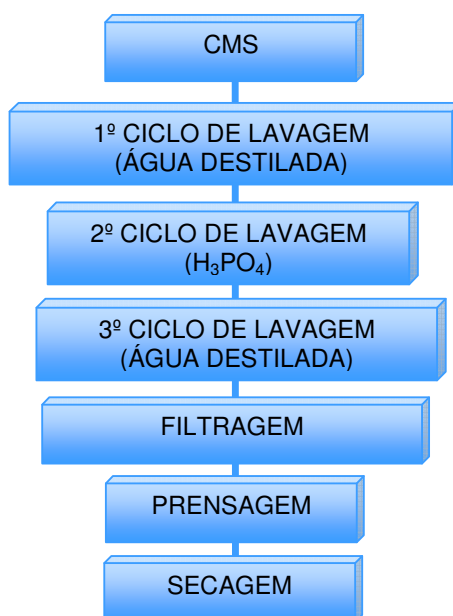 CMS
1º CICLO DE LAVAGEM
(ÁGUA DESTILADA)
2º CICLO DE LAVAGEM
(H₃PO₄)
3º CICLO DE LAVAGEM
(ÁGUA DESTILADA)
FILTRAGEM
PRENSAGEM
SECAGEM